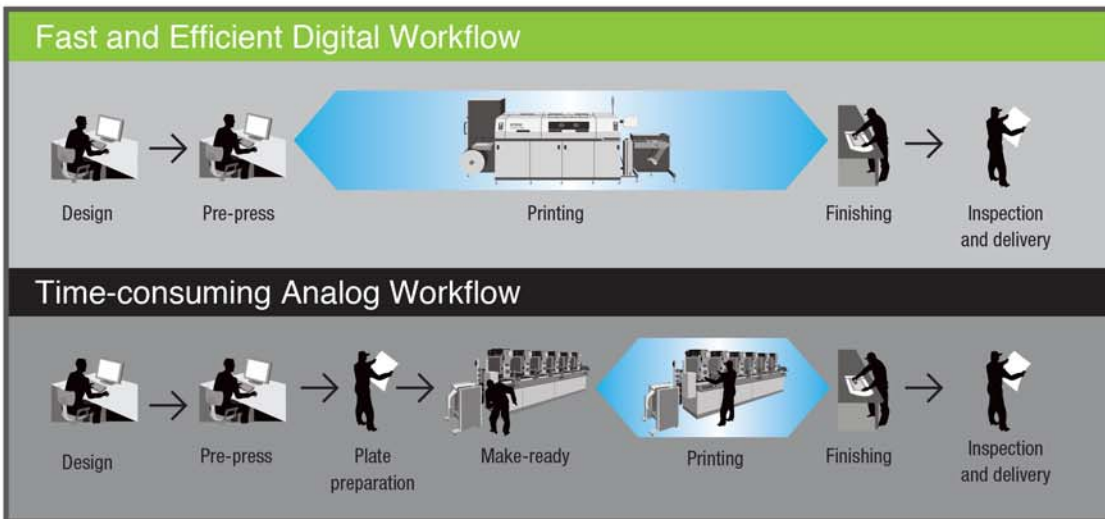 Fast and Efficient Digital Workflow
Design
Pre-press
Printing
Finishing
Inspection
and delivery
Time-consuming Analog Workflow
Design
Pre-press
Plate
preparation
Make-ready
Printing
Finishing
Inspection
and delivery